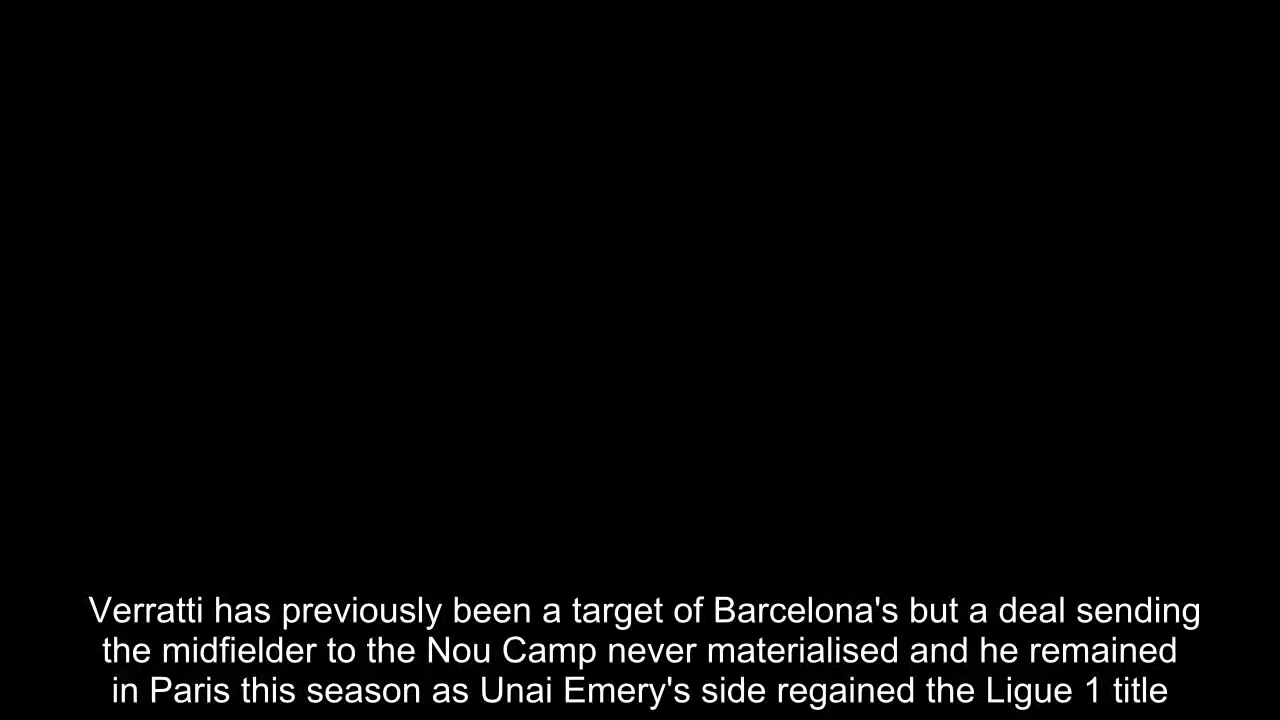 Verratti has previously been a target of Barcelona's but a deal sending
the midfielder to the Nou Camp never materialised and he remained
in Paris this season as Unai Emery's side regained the Ligue 1 title